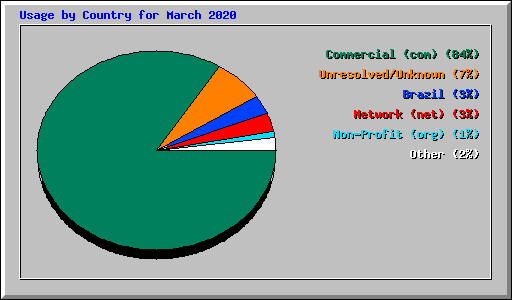 Usage by Country for March 2020
Commercial (com) (84%)
Unresolved/Unknown (7%)
Brazil (3%)
Network (net) (3%)
Non-Profit (org) (1%)
Other (2%)